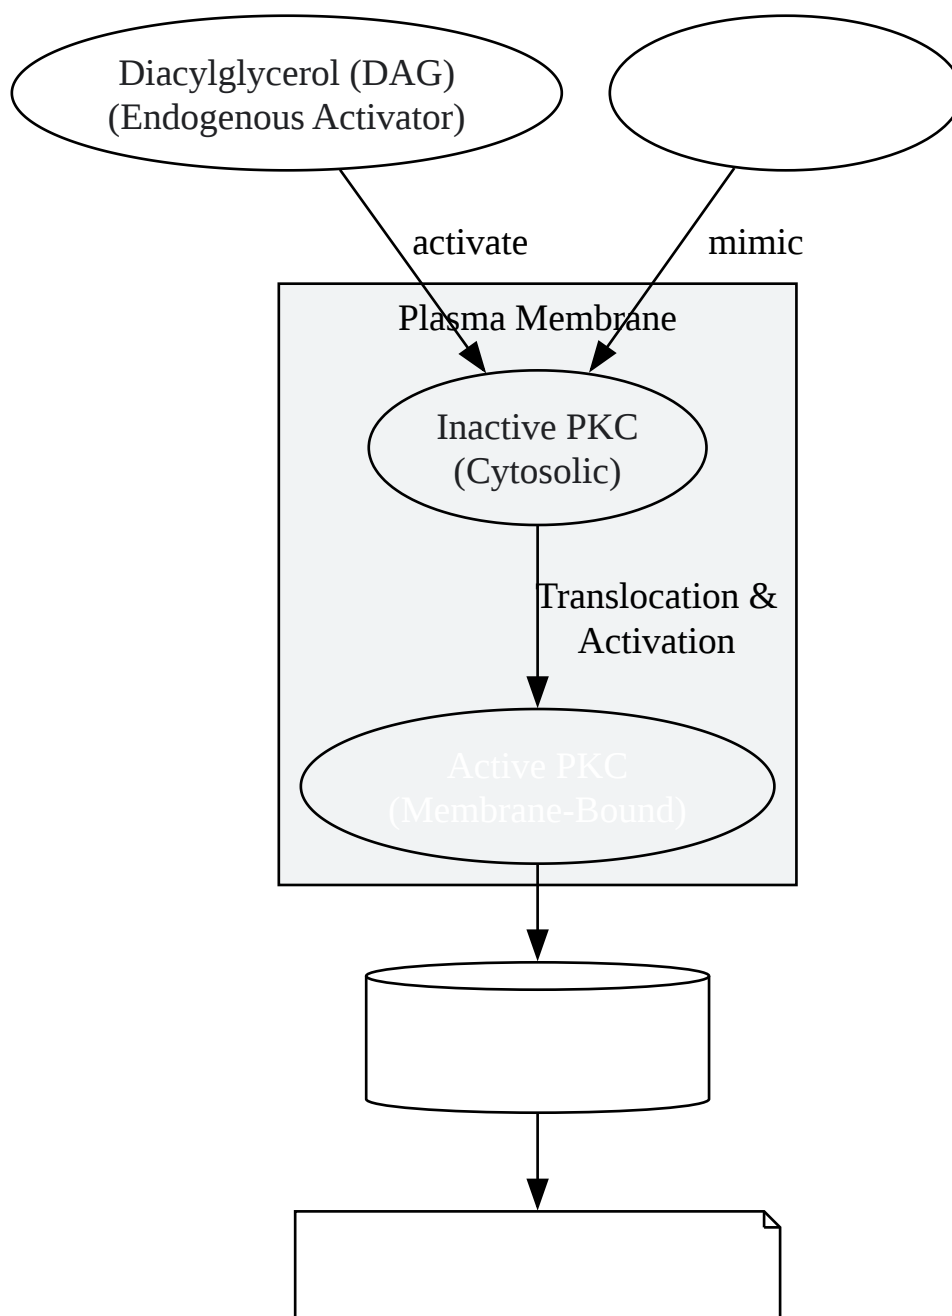 Diacylglycerol (DAG)
(Endogenous Activator)
activate
mimic
Plasma Membrane
Inactive PKC
(Cytosolic)
Translocation &
Activation
Active PKC
(Membrane-Bound)